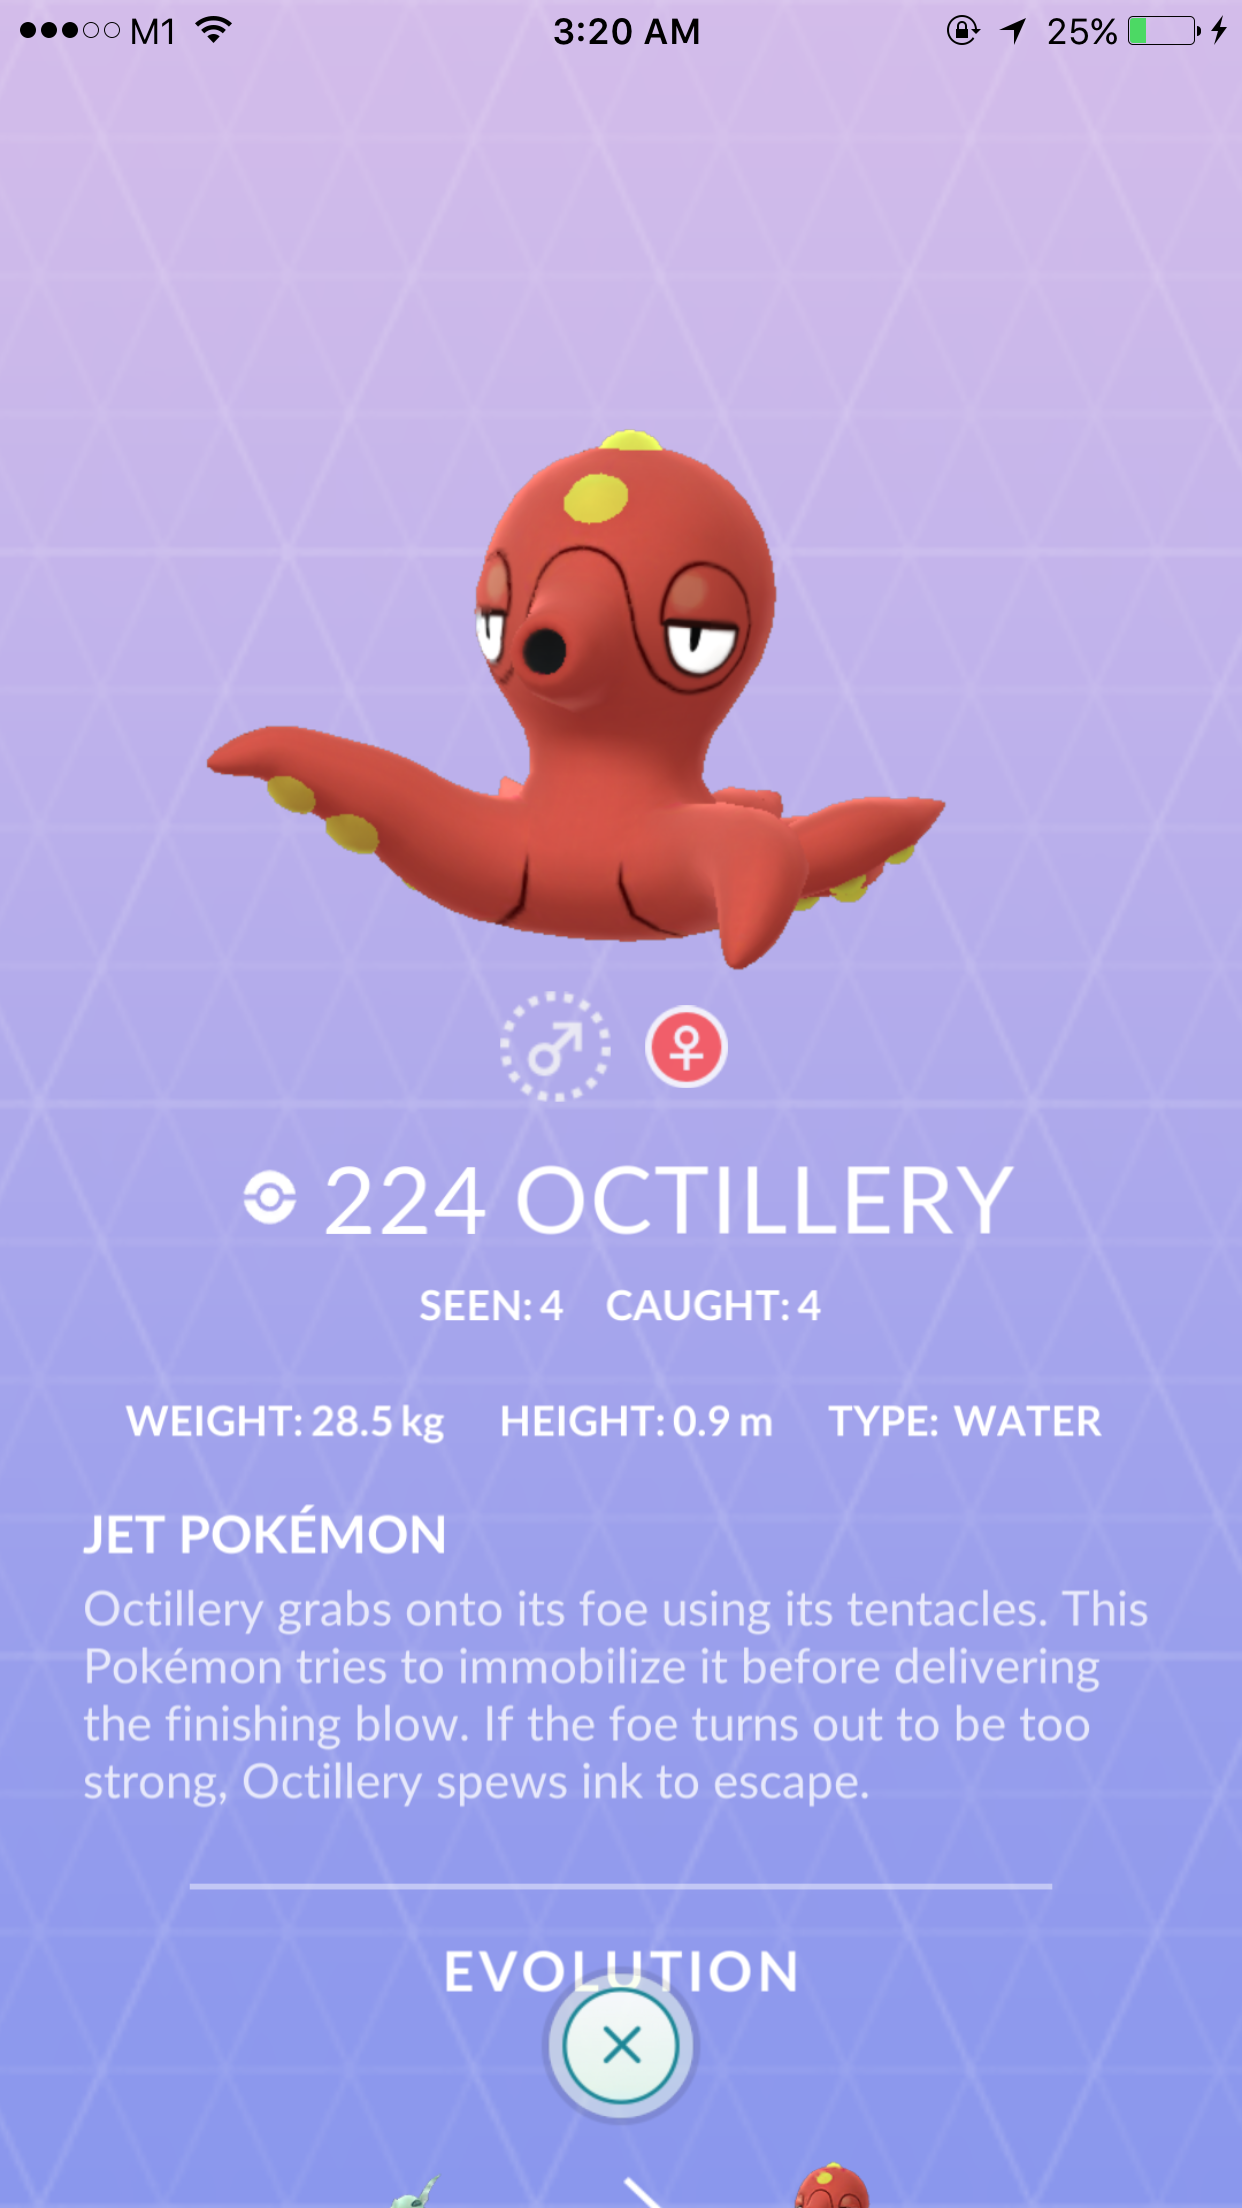 M1 3:20 AM 25%
224 OCTILLERY
SEEN: 4 CAUGHT: 4
WEIGHT: 28.5 kg HEIGHT: 0.9 m TYPE: WATER
JET POKÉMON
Octillery grabs onto its foe using its tentacles. This
Pokémon tries to immobilize it before delivering
the finishing blow. If the foe turns out to be too
strong, Octillery spews ink to escape.
EVOLUTION